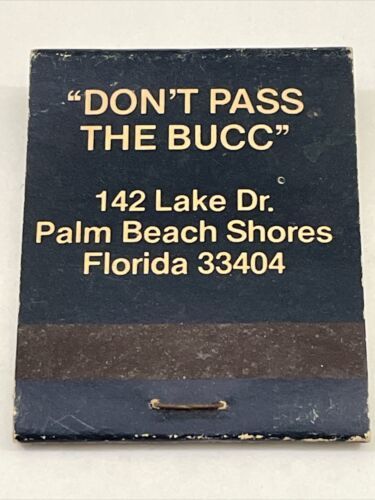 “DON'T PASS
THE BUCC”
142 Lake Dr.
Palm Beach Shores
Florida 33404